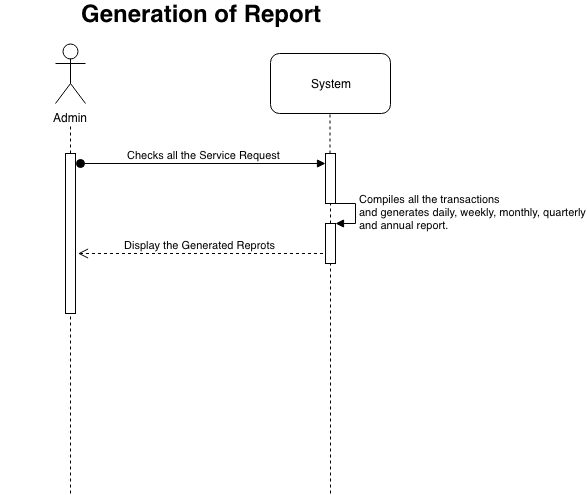 Generation of Report
System
Admin
Checks all the Service Request
Compiles all the transactions
and generates daily, weekly, monthly, quarterly
and annual report.
Display the Generated Reprots